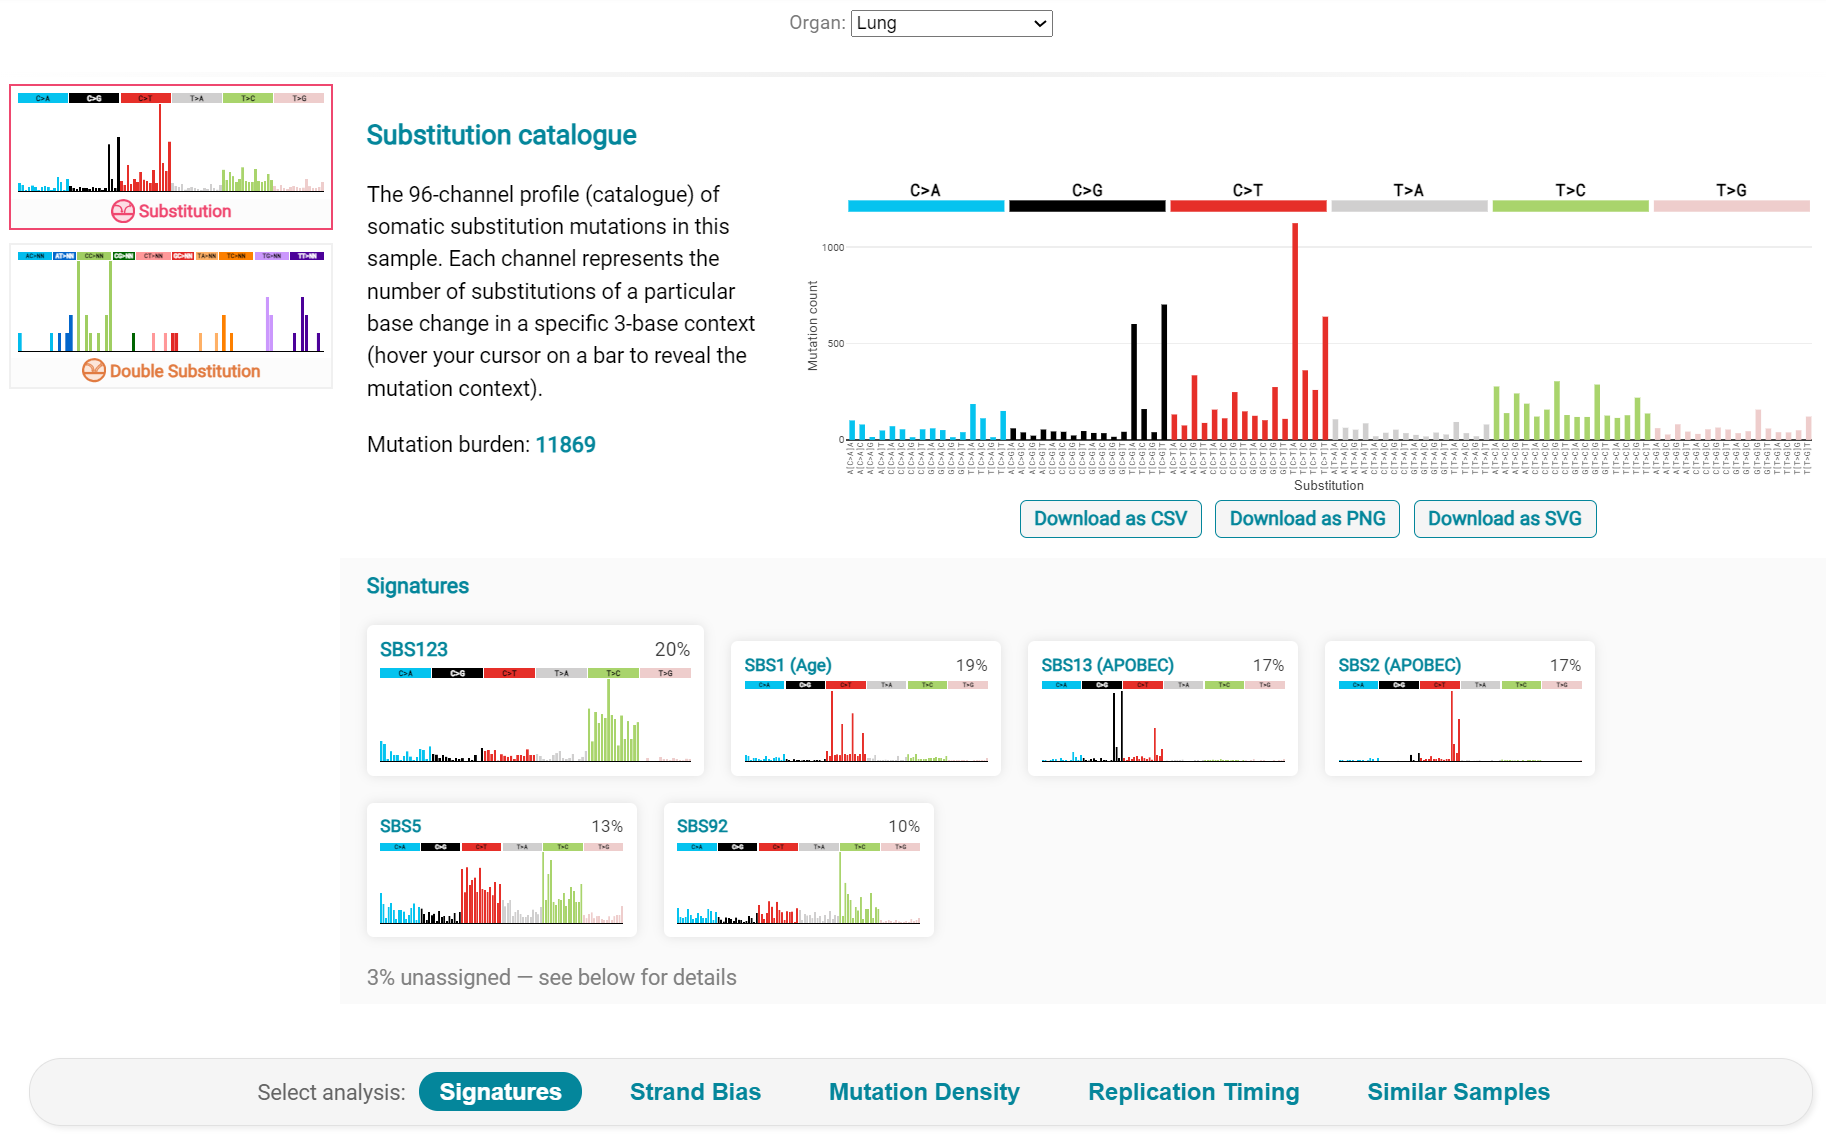 Organ: Lung
C>A C>G C>T T>A T>C T>G
Substitution
AC>NN AT>NN CC>NN CG>NN CT>NN GC>NN TA>NN TC>NN TG>NN TT>NN
Double Substitution
Substitution catalogue
The 96-channel profile (catalogue) of
somatic substitution mutations in this
sample. Each channel represents the
number of substitutions of a particular
base change in a specific 3-base context
(hover your cursor on a bar to reveal the
mutation context).
Mutation burden: 11869
C>A C>G C>T T>A T>C T>G
Mutation count
1000
500
0
Substitution
Download as CSV Download as PNG Download as SVG
Signatures
SBS123 20%
C>A C>G C>T T>A T>C T>G
SBS1 (Age) 19%
C>A C>G C>T T>A T>C T>G
SBS13 (APOBEC) 17%
C>A C>G C>T T>A T>C T>G
SBS2 (APOBEC) 17%
C>A C>G C>T T>A T>C T>G
SBS5 13%
C>A C>G C>T T>A T>C T>G
SBS92 10%
C>A C>G C>T T>A T>C T>G
3% unassigned — see below for details
Select analysis: Signatures Strand Bias Mutation Density Replication Timing Similar Samples